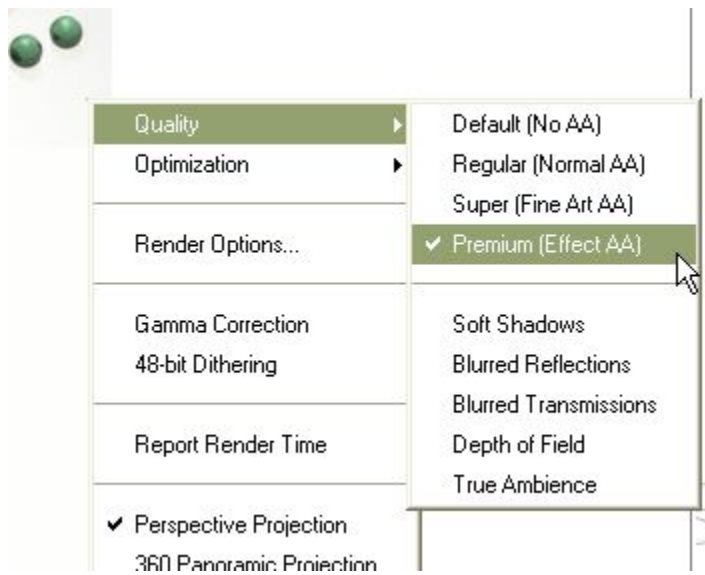 Quality
Optimization
Render Options...
Gamma Correction
48-bit Dithering
Report Render Time
Perspective Projection
360 Panoramic Projection
Default (No AA)
Regular (Normal AA)
Super (Fine Art AA)
Premium (Effect AA)
Soft Shadows
Blurred Reflections
Blurred Transmissions
Depth of Field
True Ambience